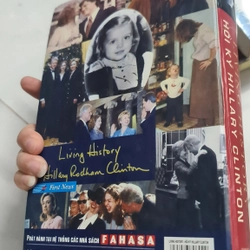 Living History
Hillary Rodham Clinton
First News
PHÁT HÀNH TẠI HỆ THỐNG CÁC NHÀ SÁCH FAHASA
HỒI KÝ HILLARY CLINTON